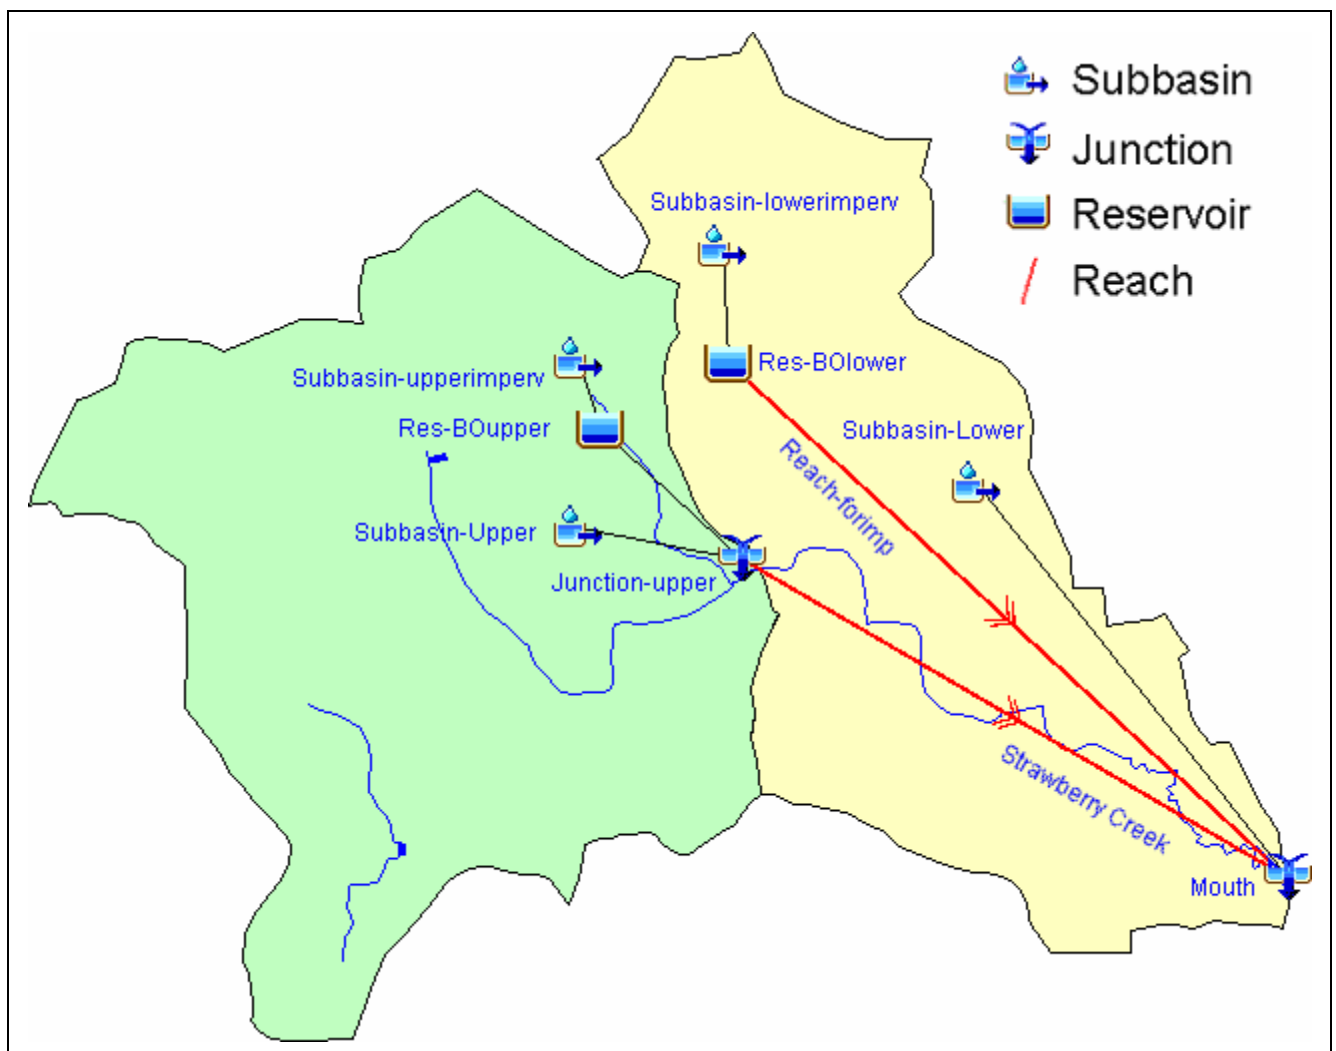 Subbasin
Junction
Reservoir
Reach
Subbasin-lowerimperv
Res-BOlower
Subbasin-upperimperv
Res-BOupper
Subbasin-Lower
Reach-forimp
Subbasin-Upper
Junction-upper
Strawberry Creek
Mouth